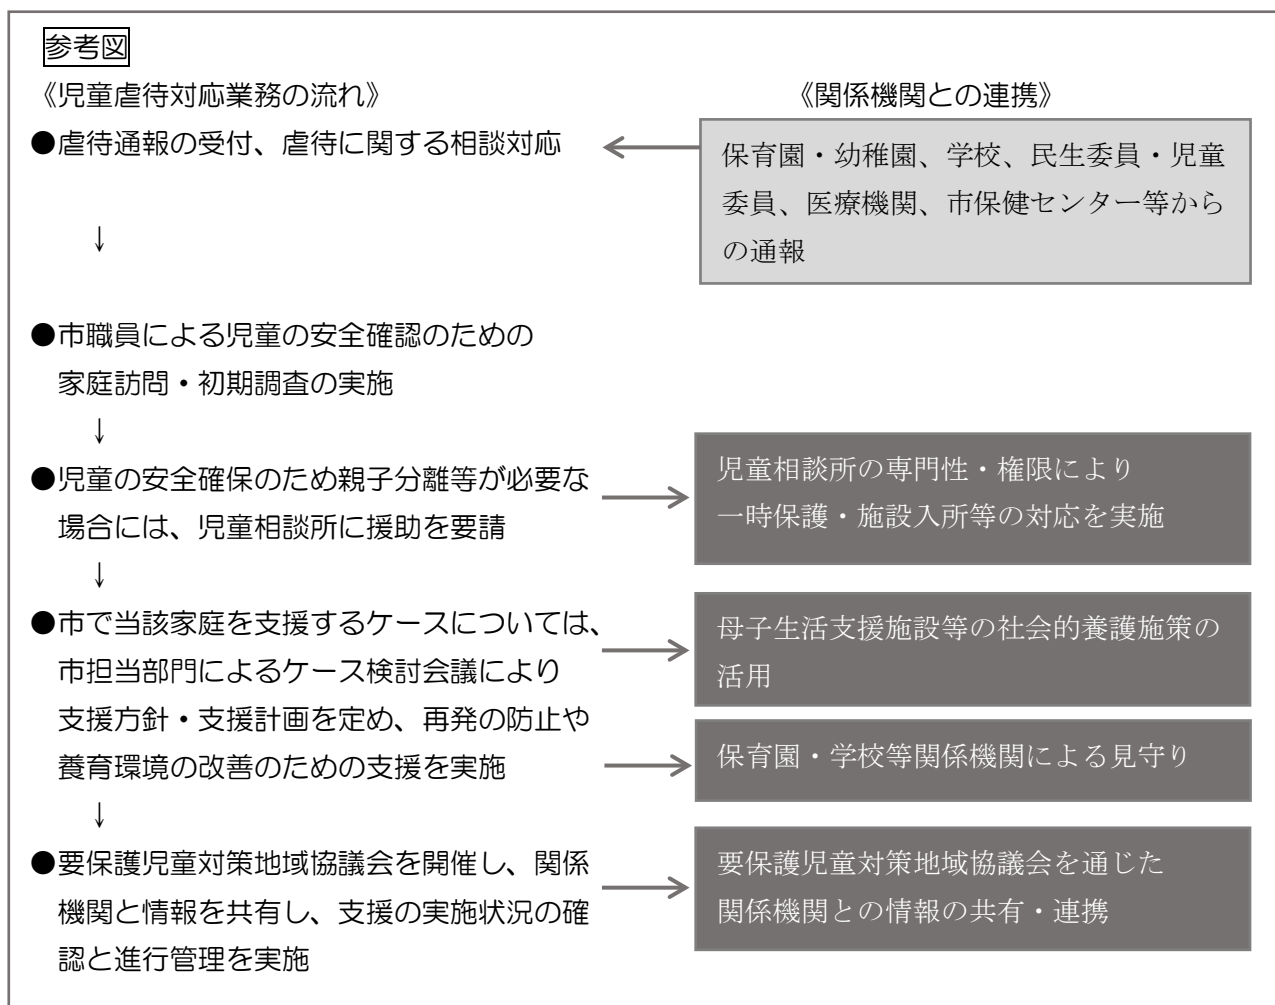 参考図
《児童虐待対応業務の流れ》
《関係機関との連携》
●虐待通報の受付、虐待に関する相談対応
保育園・幼稚園、学校、民生委員・児童
委員、医療機関、市保健センター等から
の通報
↓
●市職員による児童の安全確認のための
家庭訪問・初期調査の実施
↓
●児童の安全確保のため親子分離等が必要な
場合には、児童相談所に援助を要請
児童相談所の専門性・権限により
一時保護・施設入所等の対応を実施
↓
●市で当該家庭を支援するケースについては、
市担当部門によるケース検討会議により
支援方針・支援計画を定め、再発の防止や
養育環境の改善のための支援を実施
母子生活支援施設等の社会的養護施策の
活用
保育園・学校等関係機関による見守り
↓
●要保護児童対策地域協議会を開催し、関係
機関と情報を共有し、支援の実施状況の確
認と進行管理を実施
要保護児童対策地域協議会を通じた
関係機関との情報の共有・連携